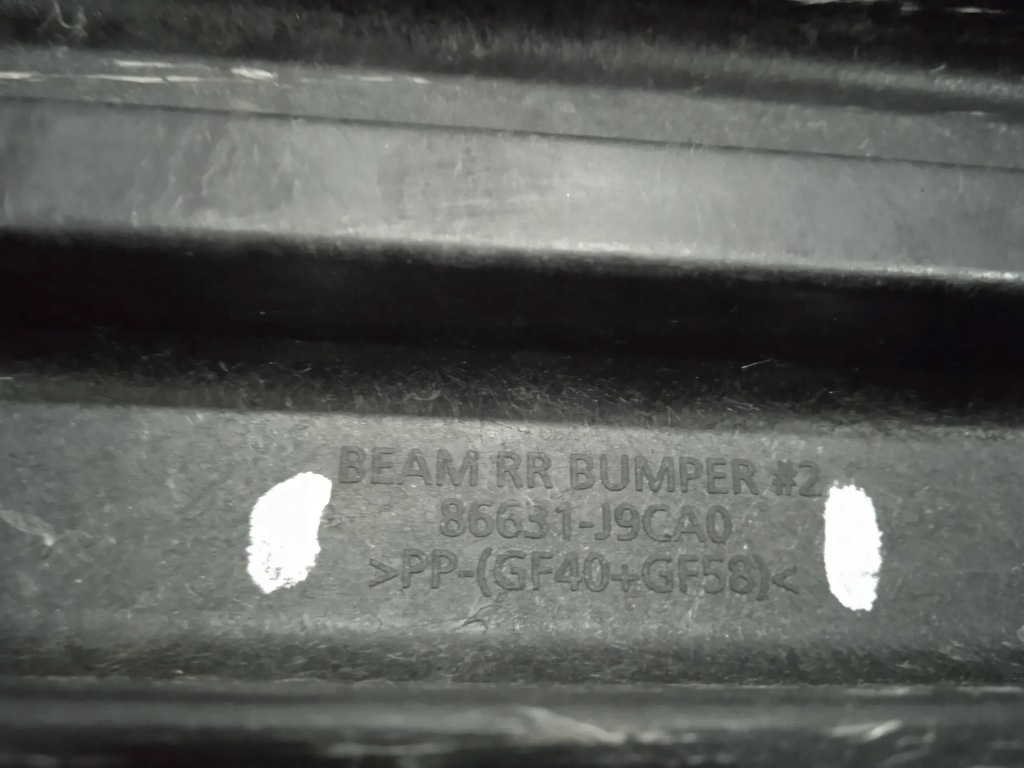 BEAM RR BUMPER #2
86631-J9CA0
>PP-(GF40+GF58)<